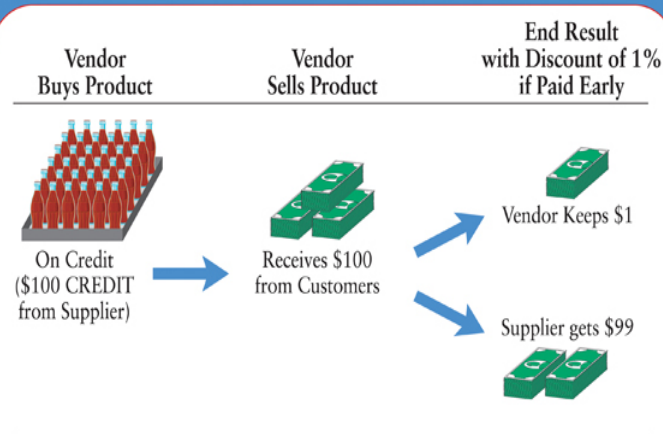 Vendor
Buys Product
Vendor
Sells Product
End Result
with Discount of 1%
if Paid Early
On Credit
($100 CREDIT
from Supplier)
Receives $100
from Customers
Vendor Keeps $1
Supplier gets $99